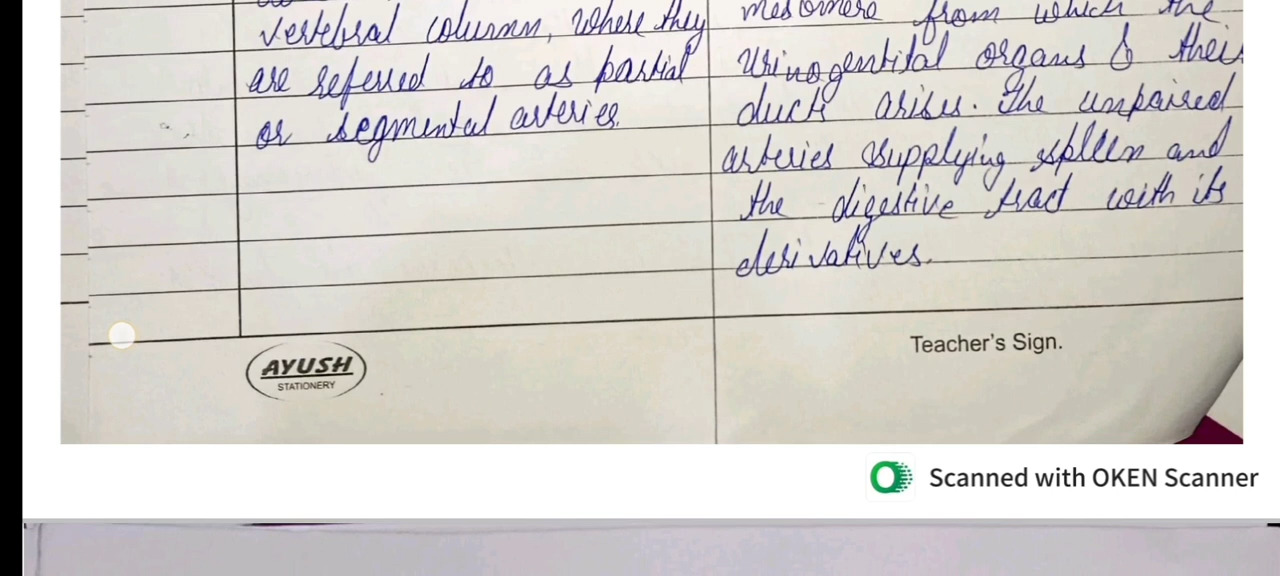 vertebral column, where they
are referred to as partial
or segmental arteries.
mesomere from which the
Urinogentital organs & their
ducts arises. The unpaired
arteries supplying spleen and
the digestive tract with its
derivatives.
Teacher's Sign.
AYUSH
STATIONERY
Scanned with OKEN Scanner